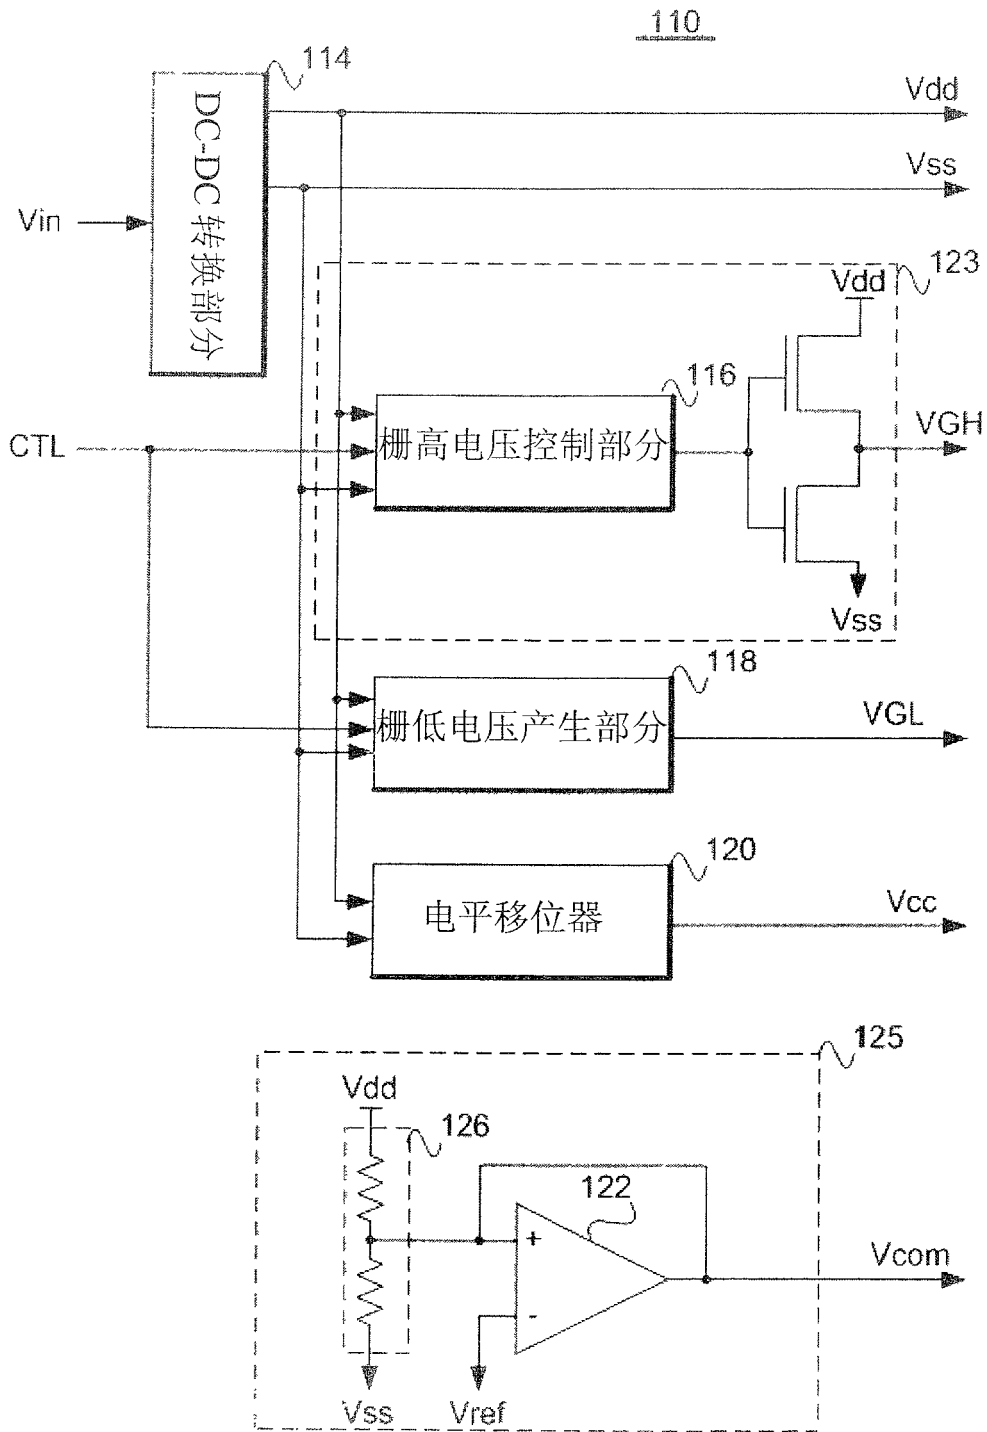 110
114
DC-DC 转换部分
Vdd
Vss
Vin
123
Vdd
116
栅高电压控制部分
CTL
VGH
Vss
118
栅低电压产生部分
VGL
120
电平移位器
Vcc
125
Vdd
126
122
+
Vcom
-
Vss
Vref